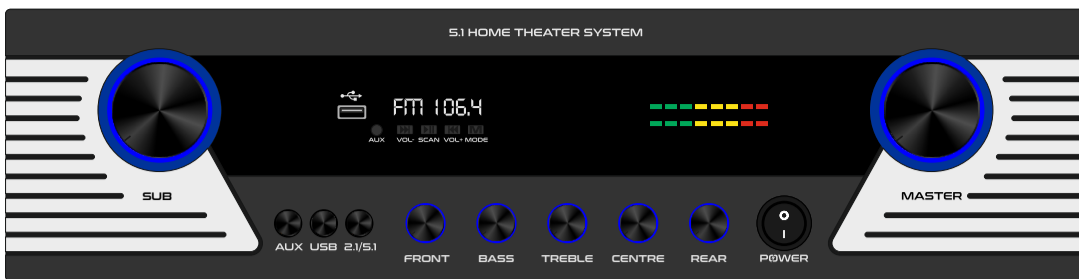 5.1 HOME THEATER SYSTEM
FM 106.4
AUX VOL- SCAN VOL+ MODE
SUB
MASTER
AUX USB 2.1/5.1
FRONT BASS TREBLE CENTRE REAR POWER